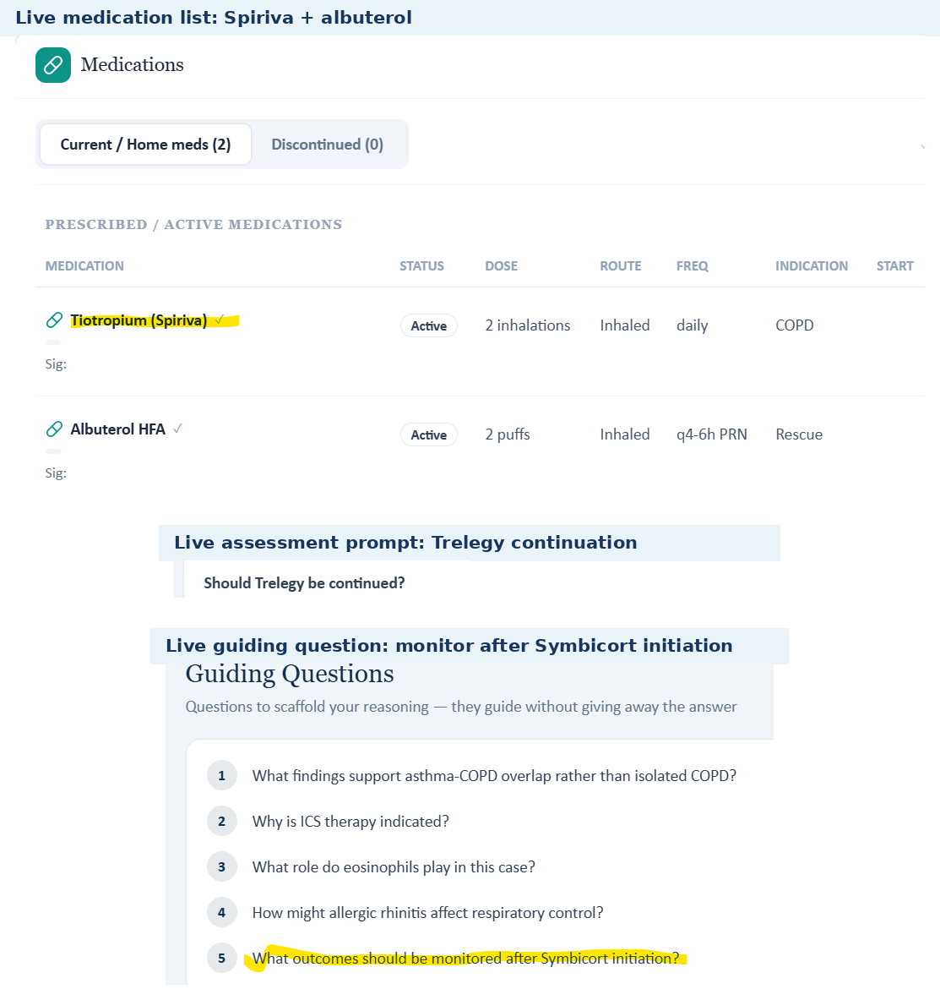 Live medication list: Spiriva + albuterol
Medications
Current / Home meds (2) Discontinued (0)
PRESCRIBED / ACTIVE MEDICATIONS
MEDICATION STATUS DOSE ROUTE FREQ INDICATION START
Tiotropium (Spiriva) ✓ Active 2 inhalations Inhaled daily COPD
Sig:
Albuterol HFA ✓ Active 2 puffs Inhaled q4-6h PRN Rescue
Sig:
Live assessment prompt: Trelegy continuation
Should Trelegy be continued?
Live guiding question: monitor after Symbicort initiation
Guiding Questions
Questions to scaffold your reasoning — they guide without giving away the answer
1 What findings support asthma-COPD overlap rather than isolated COPD?
2 Why is ICS therapy indicated?
3 What role do eosinophils play in this case?
4 How might allergic rhinitis affect respiratory control?
5 What outcomes should be monitored after Symbicort initiation?